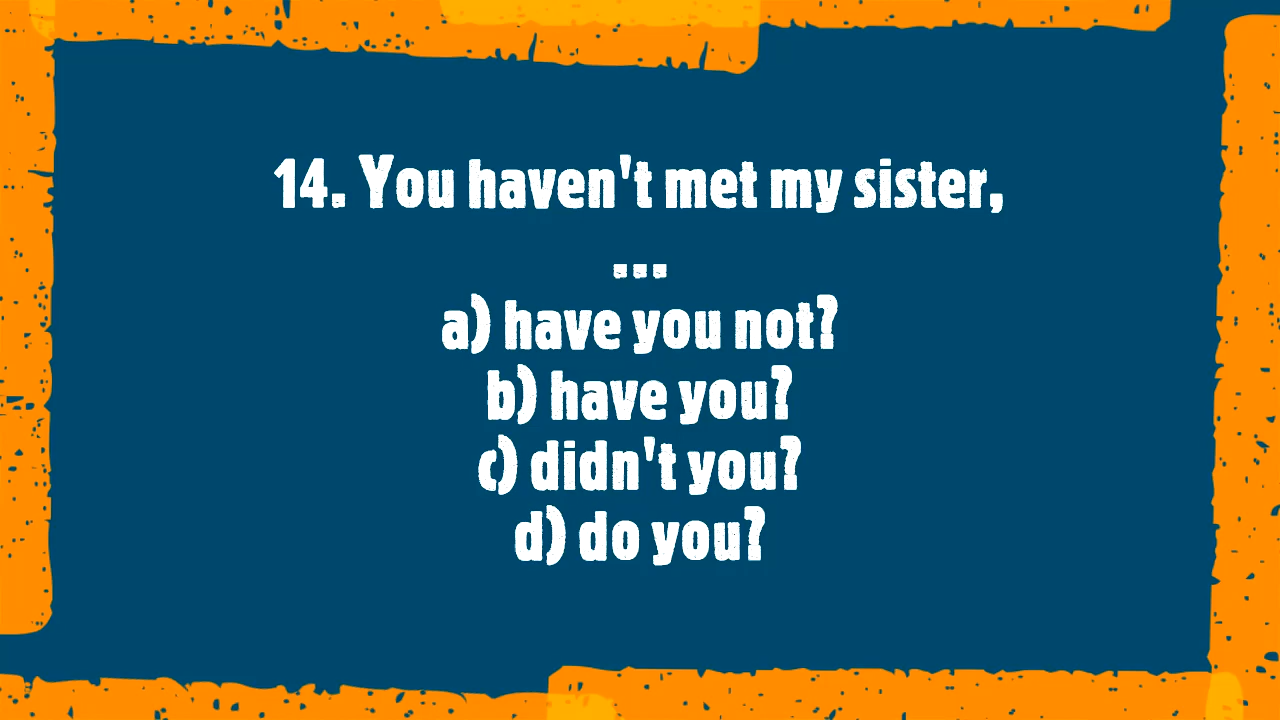 14. You haven't met my sister,
...
a) have you not?
b) have you?
c) didn't you?
d) do you?